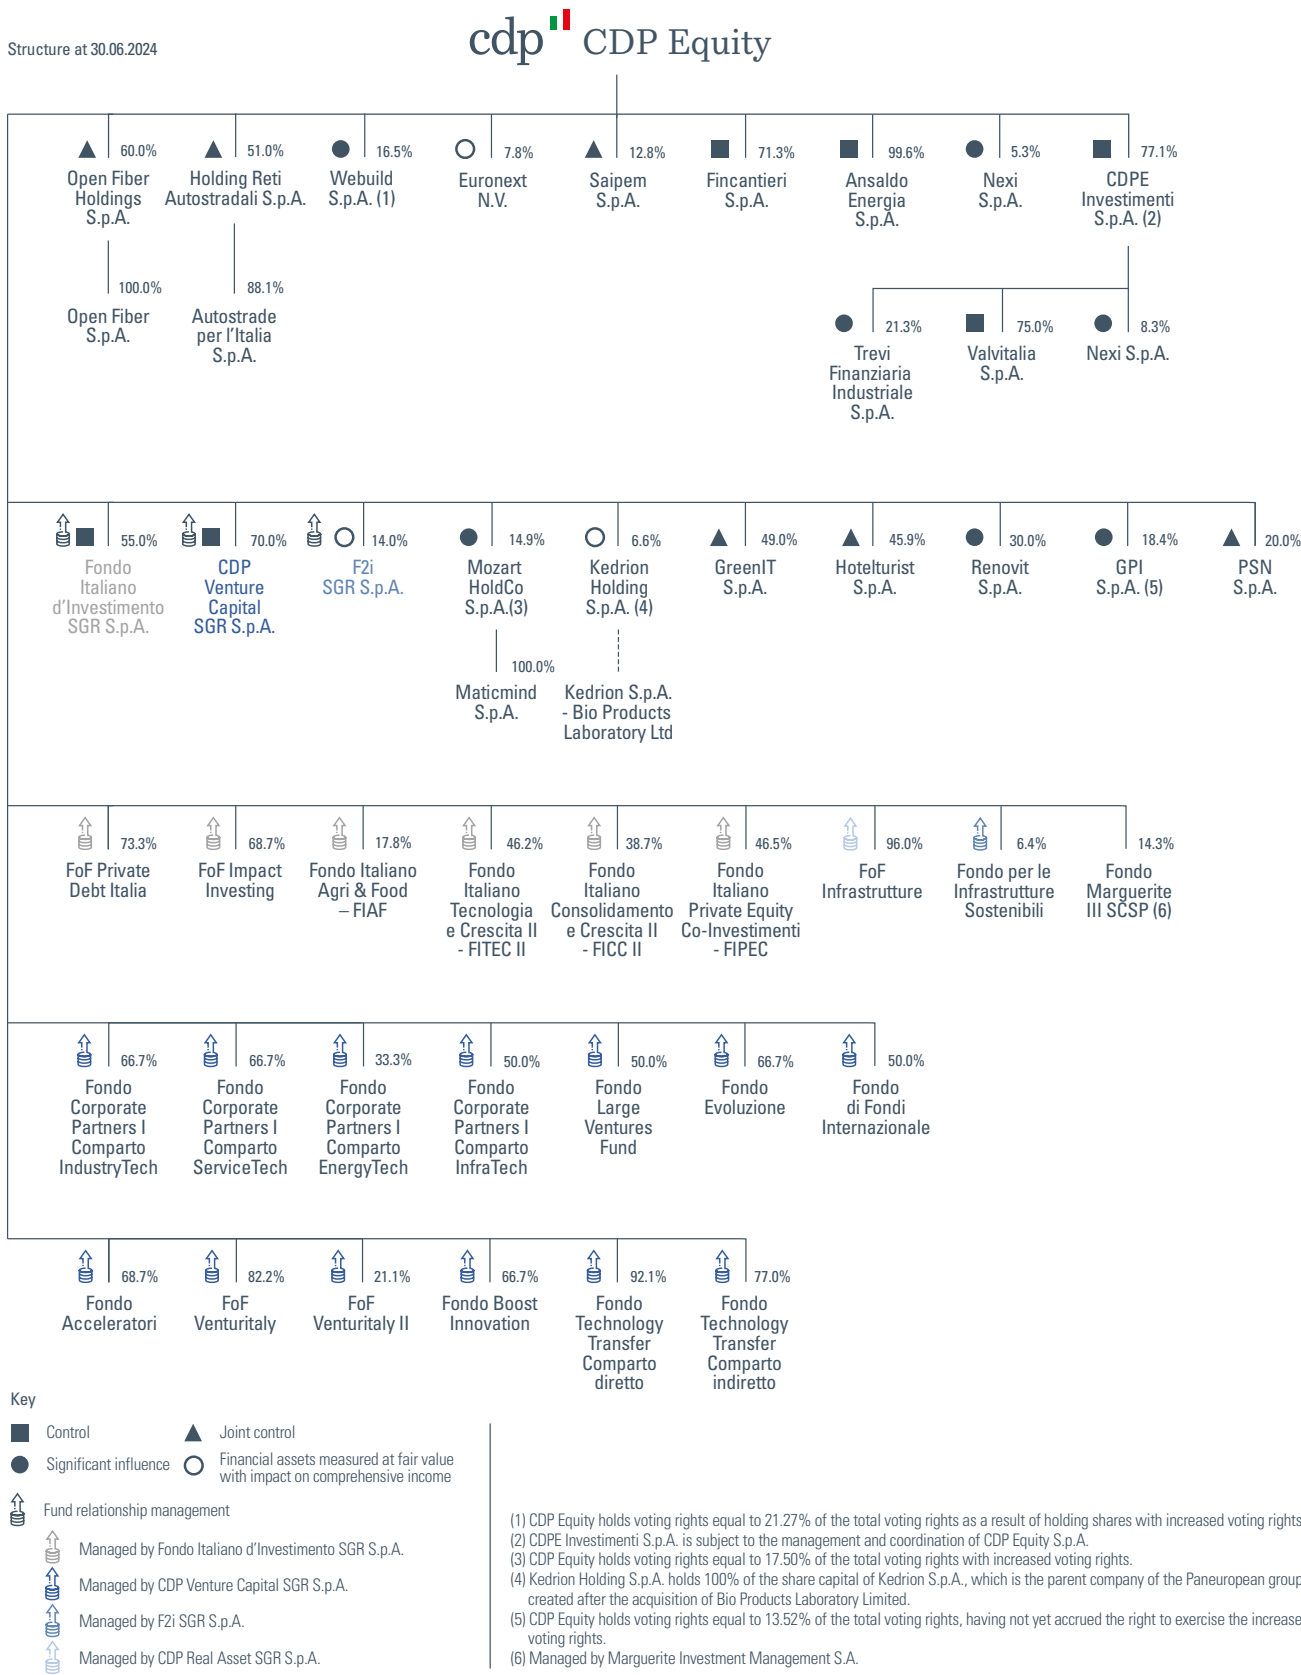 Structure at 30.06.2024
cdp CDP Equity
60.0%
Open Fiber
Holdings
S.p.A.
51.0%
Holding Reti
Autostradali S.p.A.
16.5%
Webuild
S.p.A. (1)
7.8%
Euronext
N.V.
12.8%
Saipem
S.p.A.
71.3%
Fincantieri
S.p.A.
99.6%
Ansaldo
Energia
S.p.A.
5.3%
Nexi
S.p.A.
77.1%
CDPE
Investimenti
S.p.A. (2)
100.0%
Open Fiber
S.p.A.
88.1%
Autostrade
per l'Italia
S.p.A.
21.3%
Trevi
Finanziaria
Industriale
S.p.A.
75.0%
Valvitalia
S.p.A.
8.3%
Nexi S.p.A.
55.0%
Fondo
Italiano
d'Investimento
SGR S.p.A.
70.0%
CDP
Venture
Capital
SGR S.p.A.
14.0%
F2i
SGR S.p.A.
14.9%
Mozart
HoldCo
S.p.A.(3)
6.6%
Kedrion
Holding
S.p.A. (4)
49.0%
GreenIT
S.p.A.
45.9%
Hotelturist
S.p.A.
30.0%
Renovit
S.p.A.
18.4%
GPI
S.p.A. (5)
20.0%
PSN
S.p.A.
100.0%
Maticmind
S.p.A.
Kedrion S.p.A.
- Bio Products
Laboratory Ltd
73.3%
FoF Private
Debt Italia
68.7%
FoF Impact
Investing
17.8%
Fondo Italiano
Agri & Food
– FIAF
46.2%
Fondo
Italiano
Tecnologia
e Crescita II
- FITEC II
38.7%
Fondo
Italiano
Consolidamento
e Crescita II
- FICC II
46.5%
Fondo
Italiano
Private Equity
Co-Investimenti
- FIPEC
96.0%
FoF
Infrastrutture
6.4%
Fondo per le
Infrastrutture
Sostenibili
14.3%
Fondo
Marguerite
III SCSP (6)
66.7%
Fondo
Corporate
Partners I
Comparto
IndustryTech
66.7%
Fondo
Corporate
Partners I
Comparto
ServiceTech
33.3%
Fondo
Corporate
Partners I
Comparto
EnergyTech
50.0%
Fondo
Corporate
Partners I
Comparto
InfraTech
50.0%
Fondo
Large
Ventures
Fund
66.7%
Fondo
Evoluzione
50.0%
Fondo
di Fondi
Internazionale
68.7%
Fondo
Acceleratori
82.2%
FoF
Venturitaly
21.1%
FoF
Venturitaly II
66.7%
Fondo Boost
Innovation
92.1%
Fondo
Technology
Transfer
Comparto
diretto
77.0%
Fondo
Technology
Transfer
Comparto
indiretto
Key
Control
Joint control
Significant influence
Financial assets measured at fair value
with impact on comprehensive income
Fund relationship management
Managed by Fondo Italiano d'Investimento SGR S.p.A.
Managed by CDP Venture Capital SGR S.p.A.
Managed by F2i SGR S.p.A.
Managed by CDP Real Asset SGR S.p.A.
(1) CDP Equity holds voting rights equal to 21.27% of the total voting rights as a result of holding shares with increased voting rights
(2) CDPE Investimenti S.p.A. is subject to the management and coordination of CDP Equity S.p.A.
(3) CDP Equity holds voting rights equal to 17.50% of the total voting rights with increased voting rights.
(4) Kedrion Holding S.p.A. holds 100% of the share capital of Kedrion S.p.A., which is the parent company of the Paneuropean group
created after the acquisition of Bio Products Laboratory Limited.
(5) CDP Equity holds voting rights equal to 13.52% of the total voting rights, having not yet accrued the right to exercise the increase
voting rights.
(6) Managed by Marguerite Investment Management S.A.